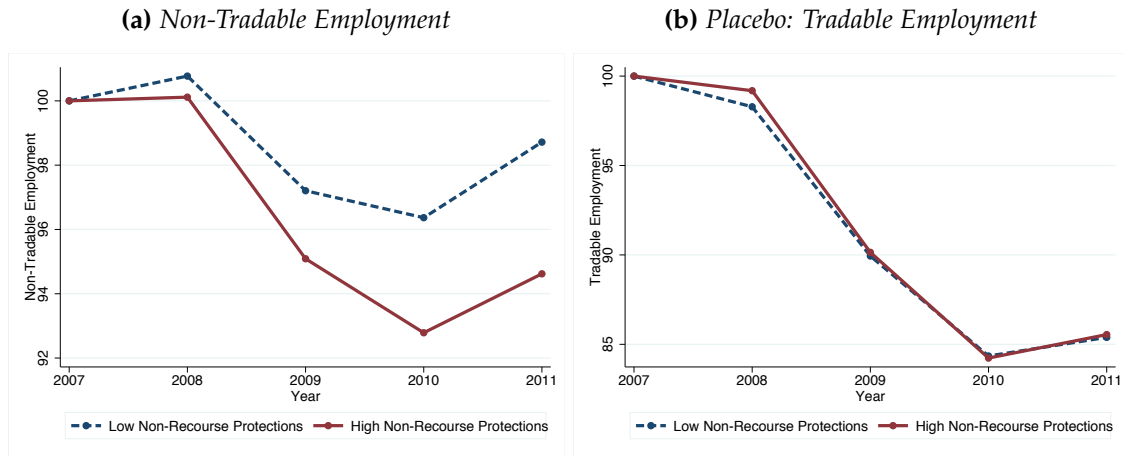 (a) Non-Tradable Employment
Non-Tradable Employment
100
98
96
94
92
2007 2008 2009 2010 2011
Year
Low Non-Recourse Protections High Non-Recourse Protections
(b) Placebo: Tradable Employment
Tradable Employment
100
95
90
85
2007 2008 2009 2010 2011
Year
Low Non-Recourse Protections High Non-Recourse Protections